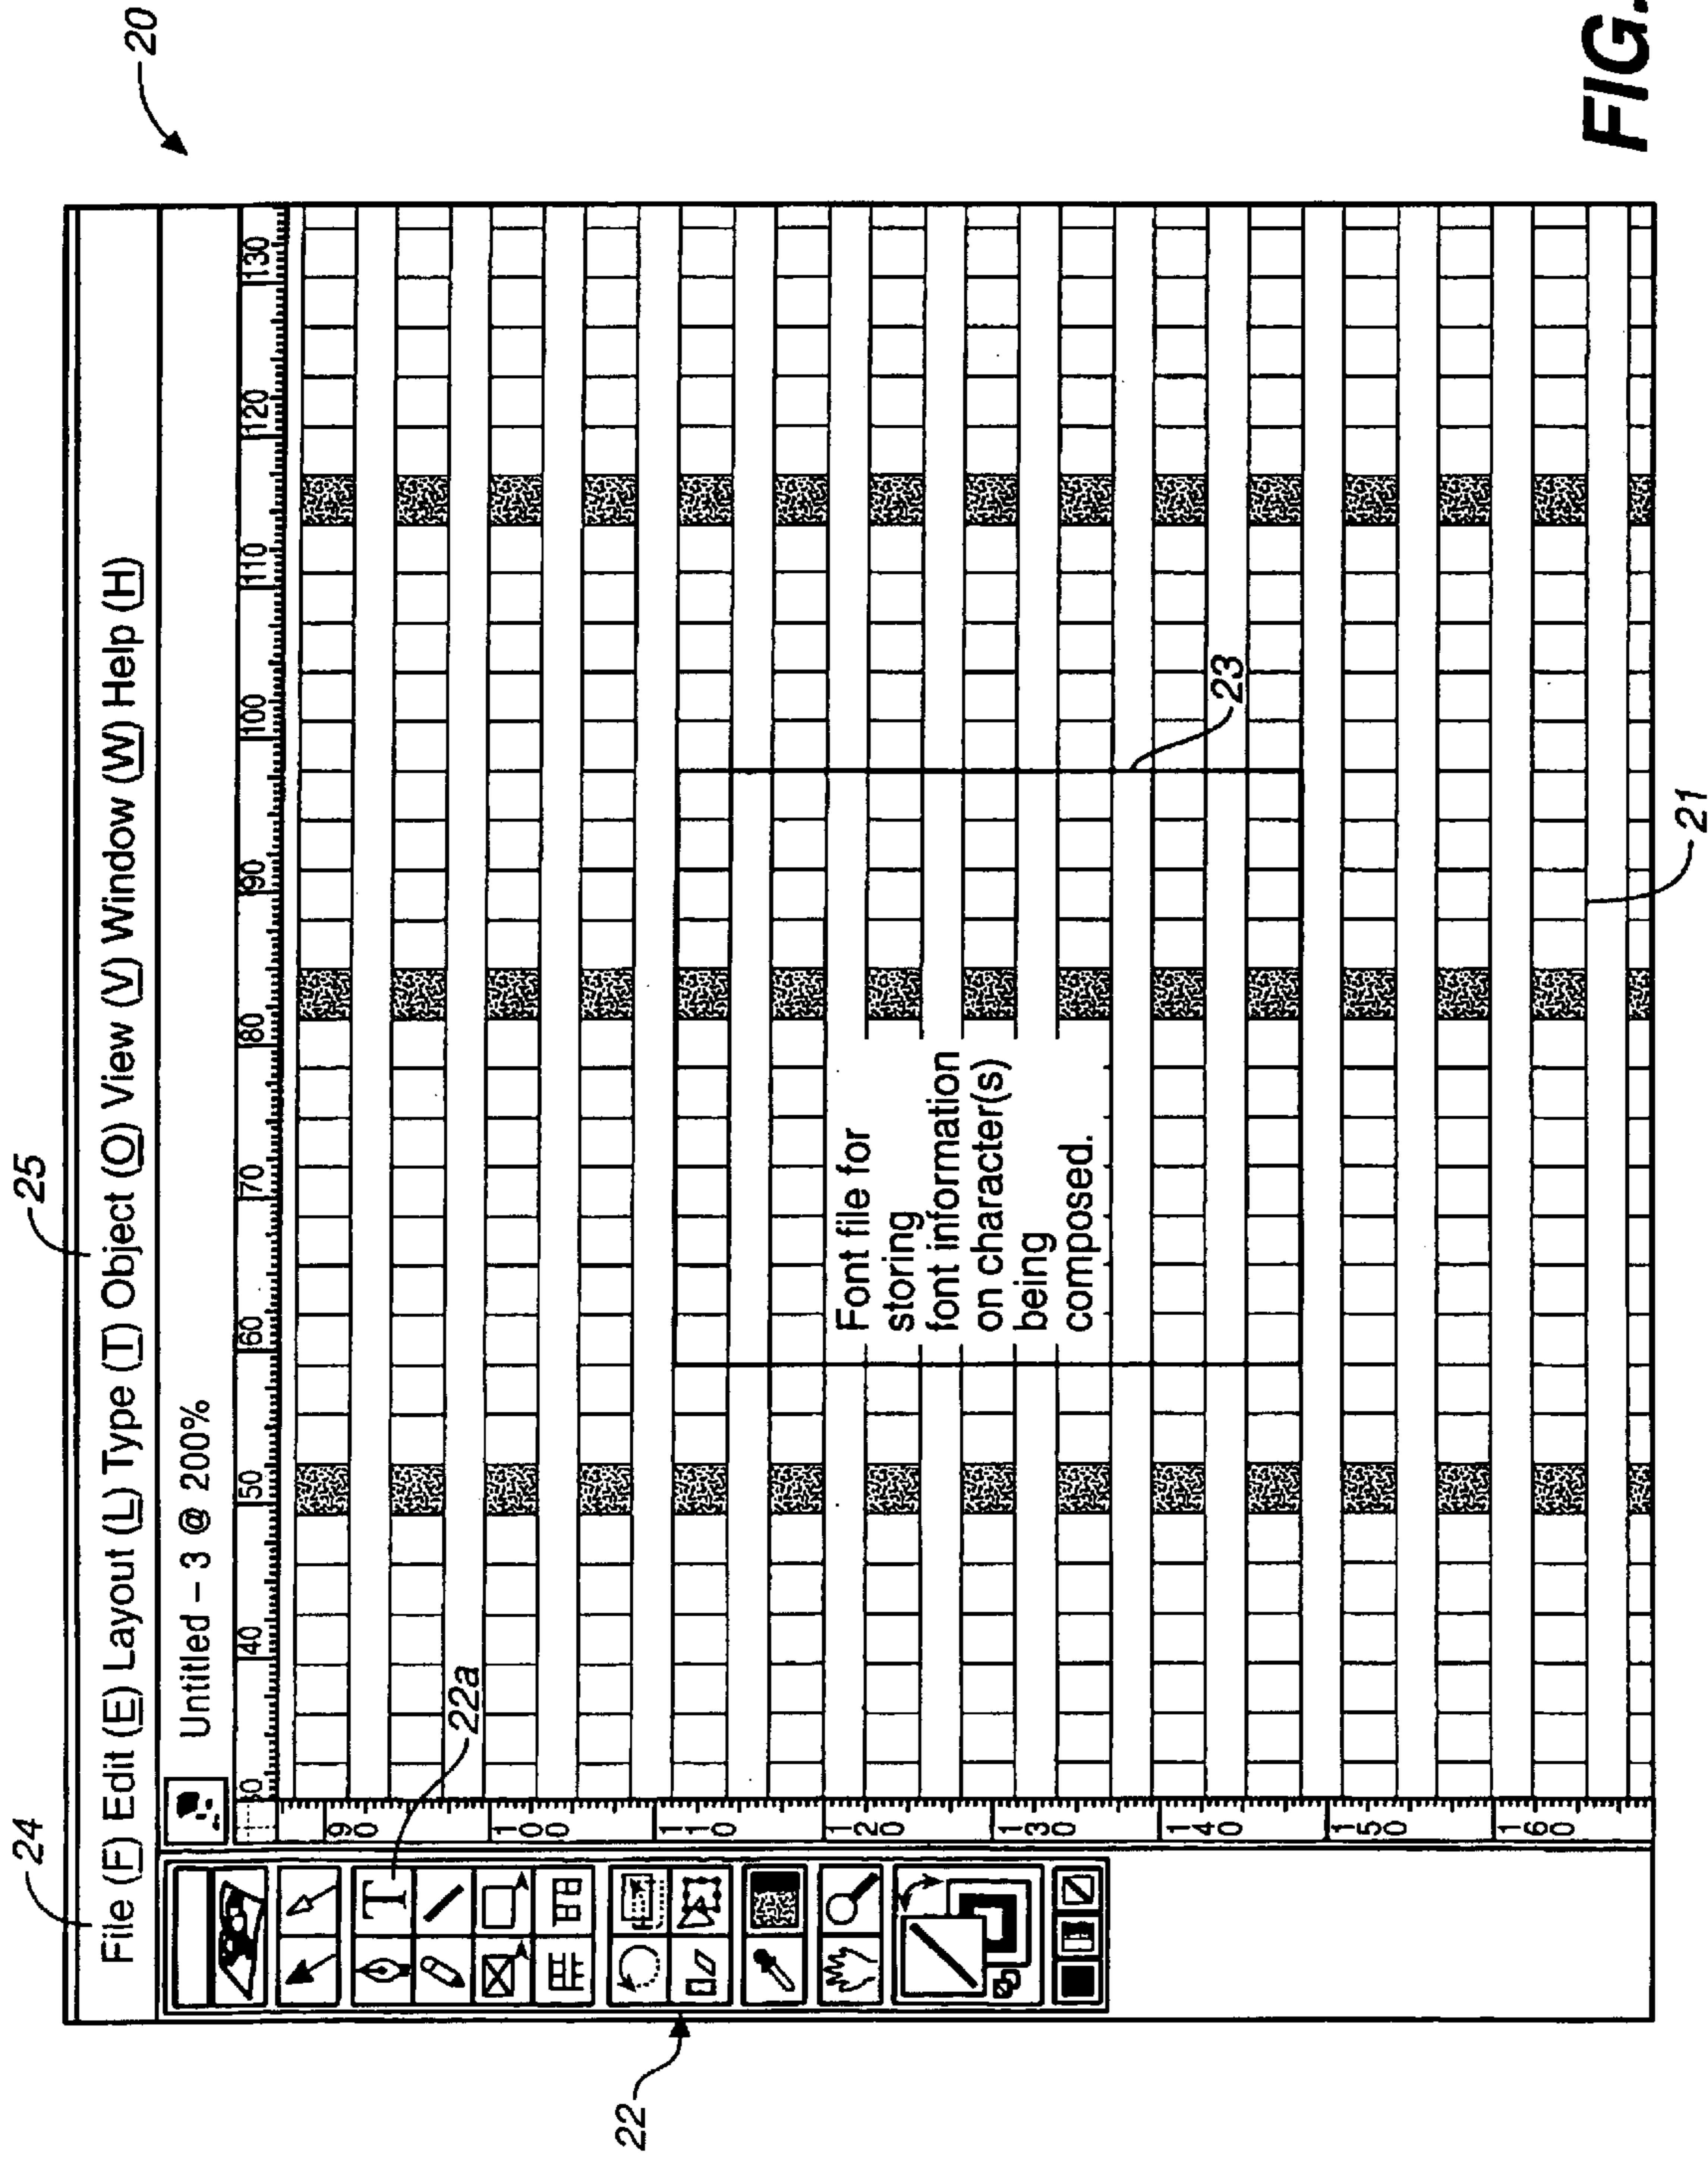 20
24
25
File (F) Edit (E) Layout (L) Type (T) Object (O) View (V) Window (W) Help (H)
Untitled – 3 @ 200%
40 50 60 70 80 90 100 110 120 130
22a
T
90
100
110
120
130
140
150
160
Font file for
storing
font information
on character(s)
being
composed.
22
23
21
FIG.